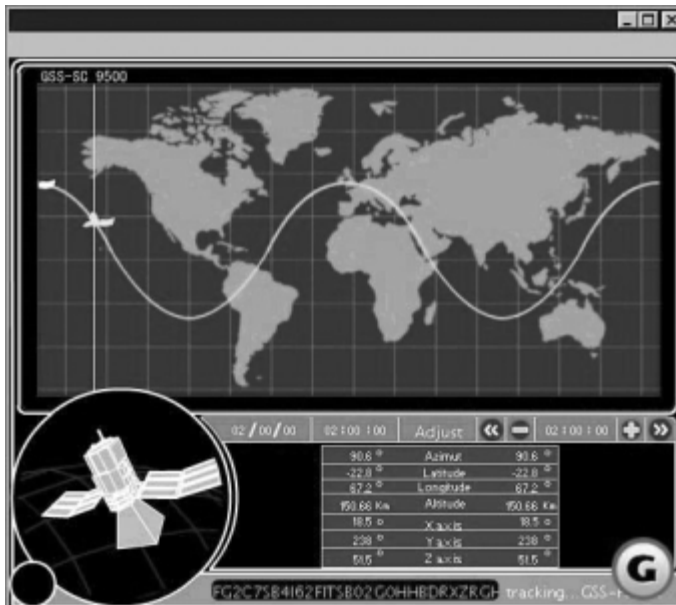 GSS-SC 9500
02/00/00 02:00:00 Adjust 02:00:00
90.6 ° Azimut 90.6 °
-22.8 ° Latitude -22.8 °
67.2 ° Longitude 67.2 °
150.66 Km Altitude 150.66 Km
18.5 ° X axis 18.5 °
238 ° Y axis 238 °
51.5 ° Z axis 51.5 °
G
tracking... GSS-